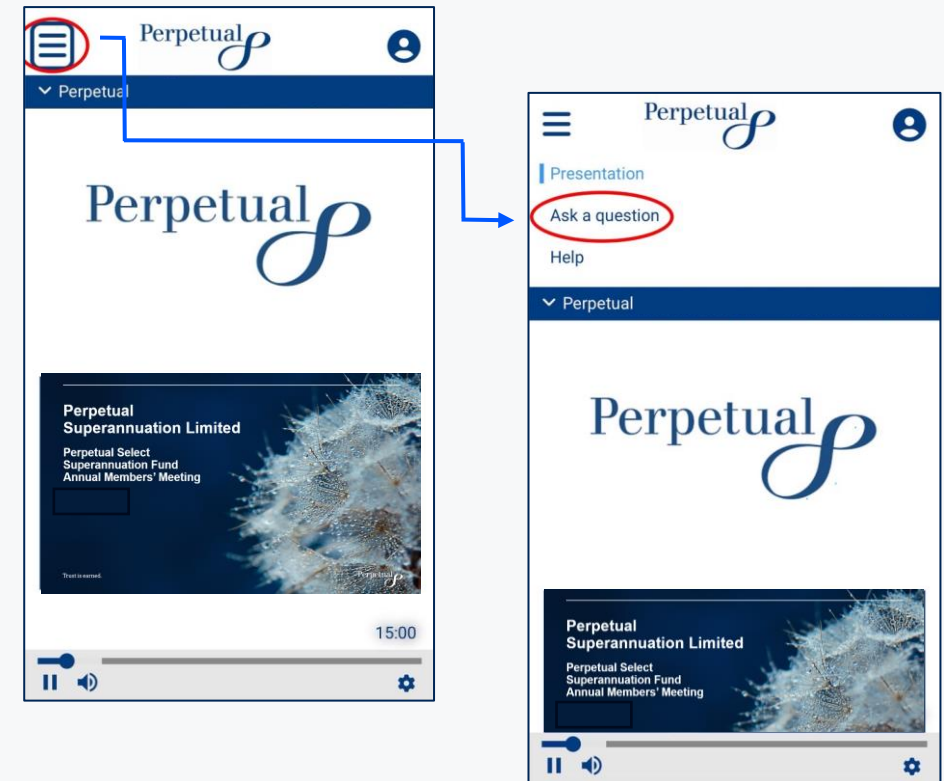 Perpetual
Perpetual
Perpetual
Perpetual
Superannuation Limited
Perpetual Select
Superannuation Fund
Annual Members' Meeting
Trust is earned.
Perpetual
15:00
Perpetual
Presentation
Ask a question
Help
Perpetual
Perpetual
Perpetual
Superannuation Limited
Perpetual Select
Superannuation Fund
Annual Members' Meeting